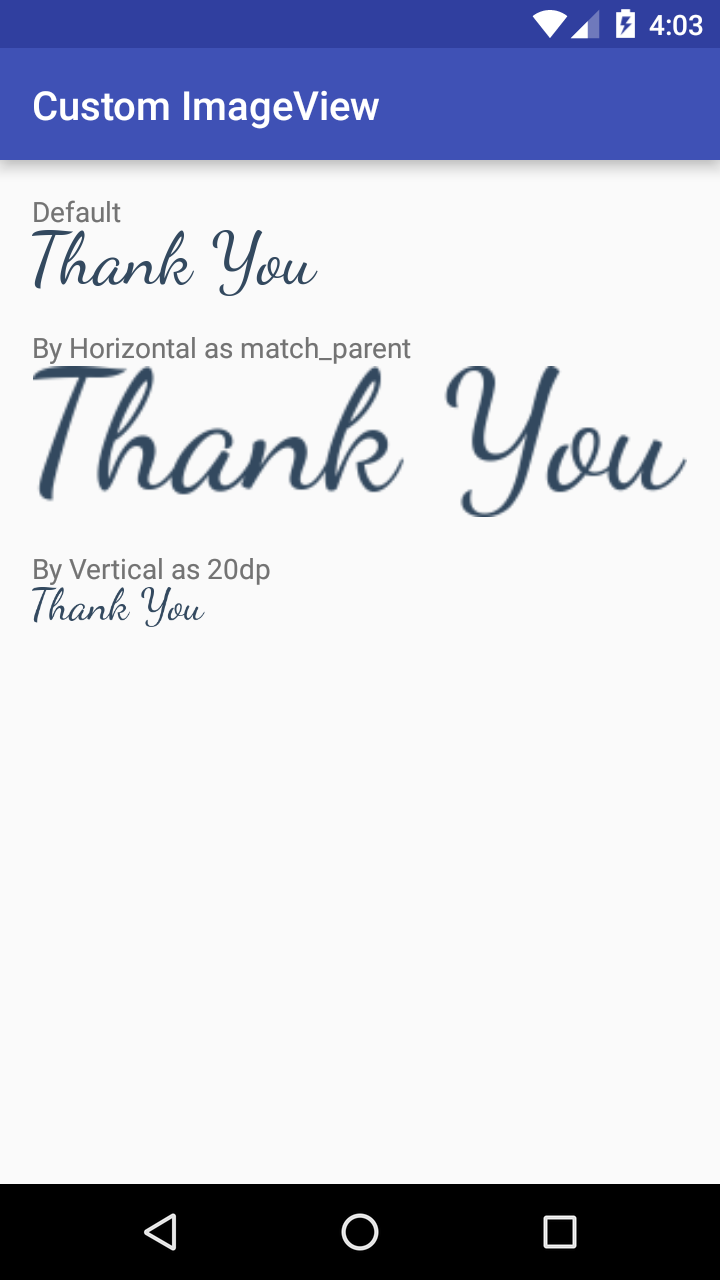 4:03
Custom ImageView
Default
Thank You
By Horizontal as match_parent
Thank You
By Vertical as 20dp
Thank You